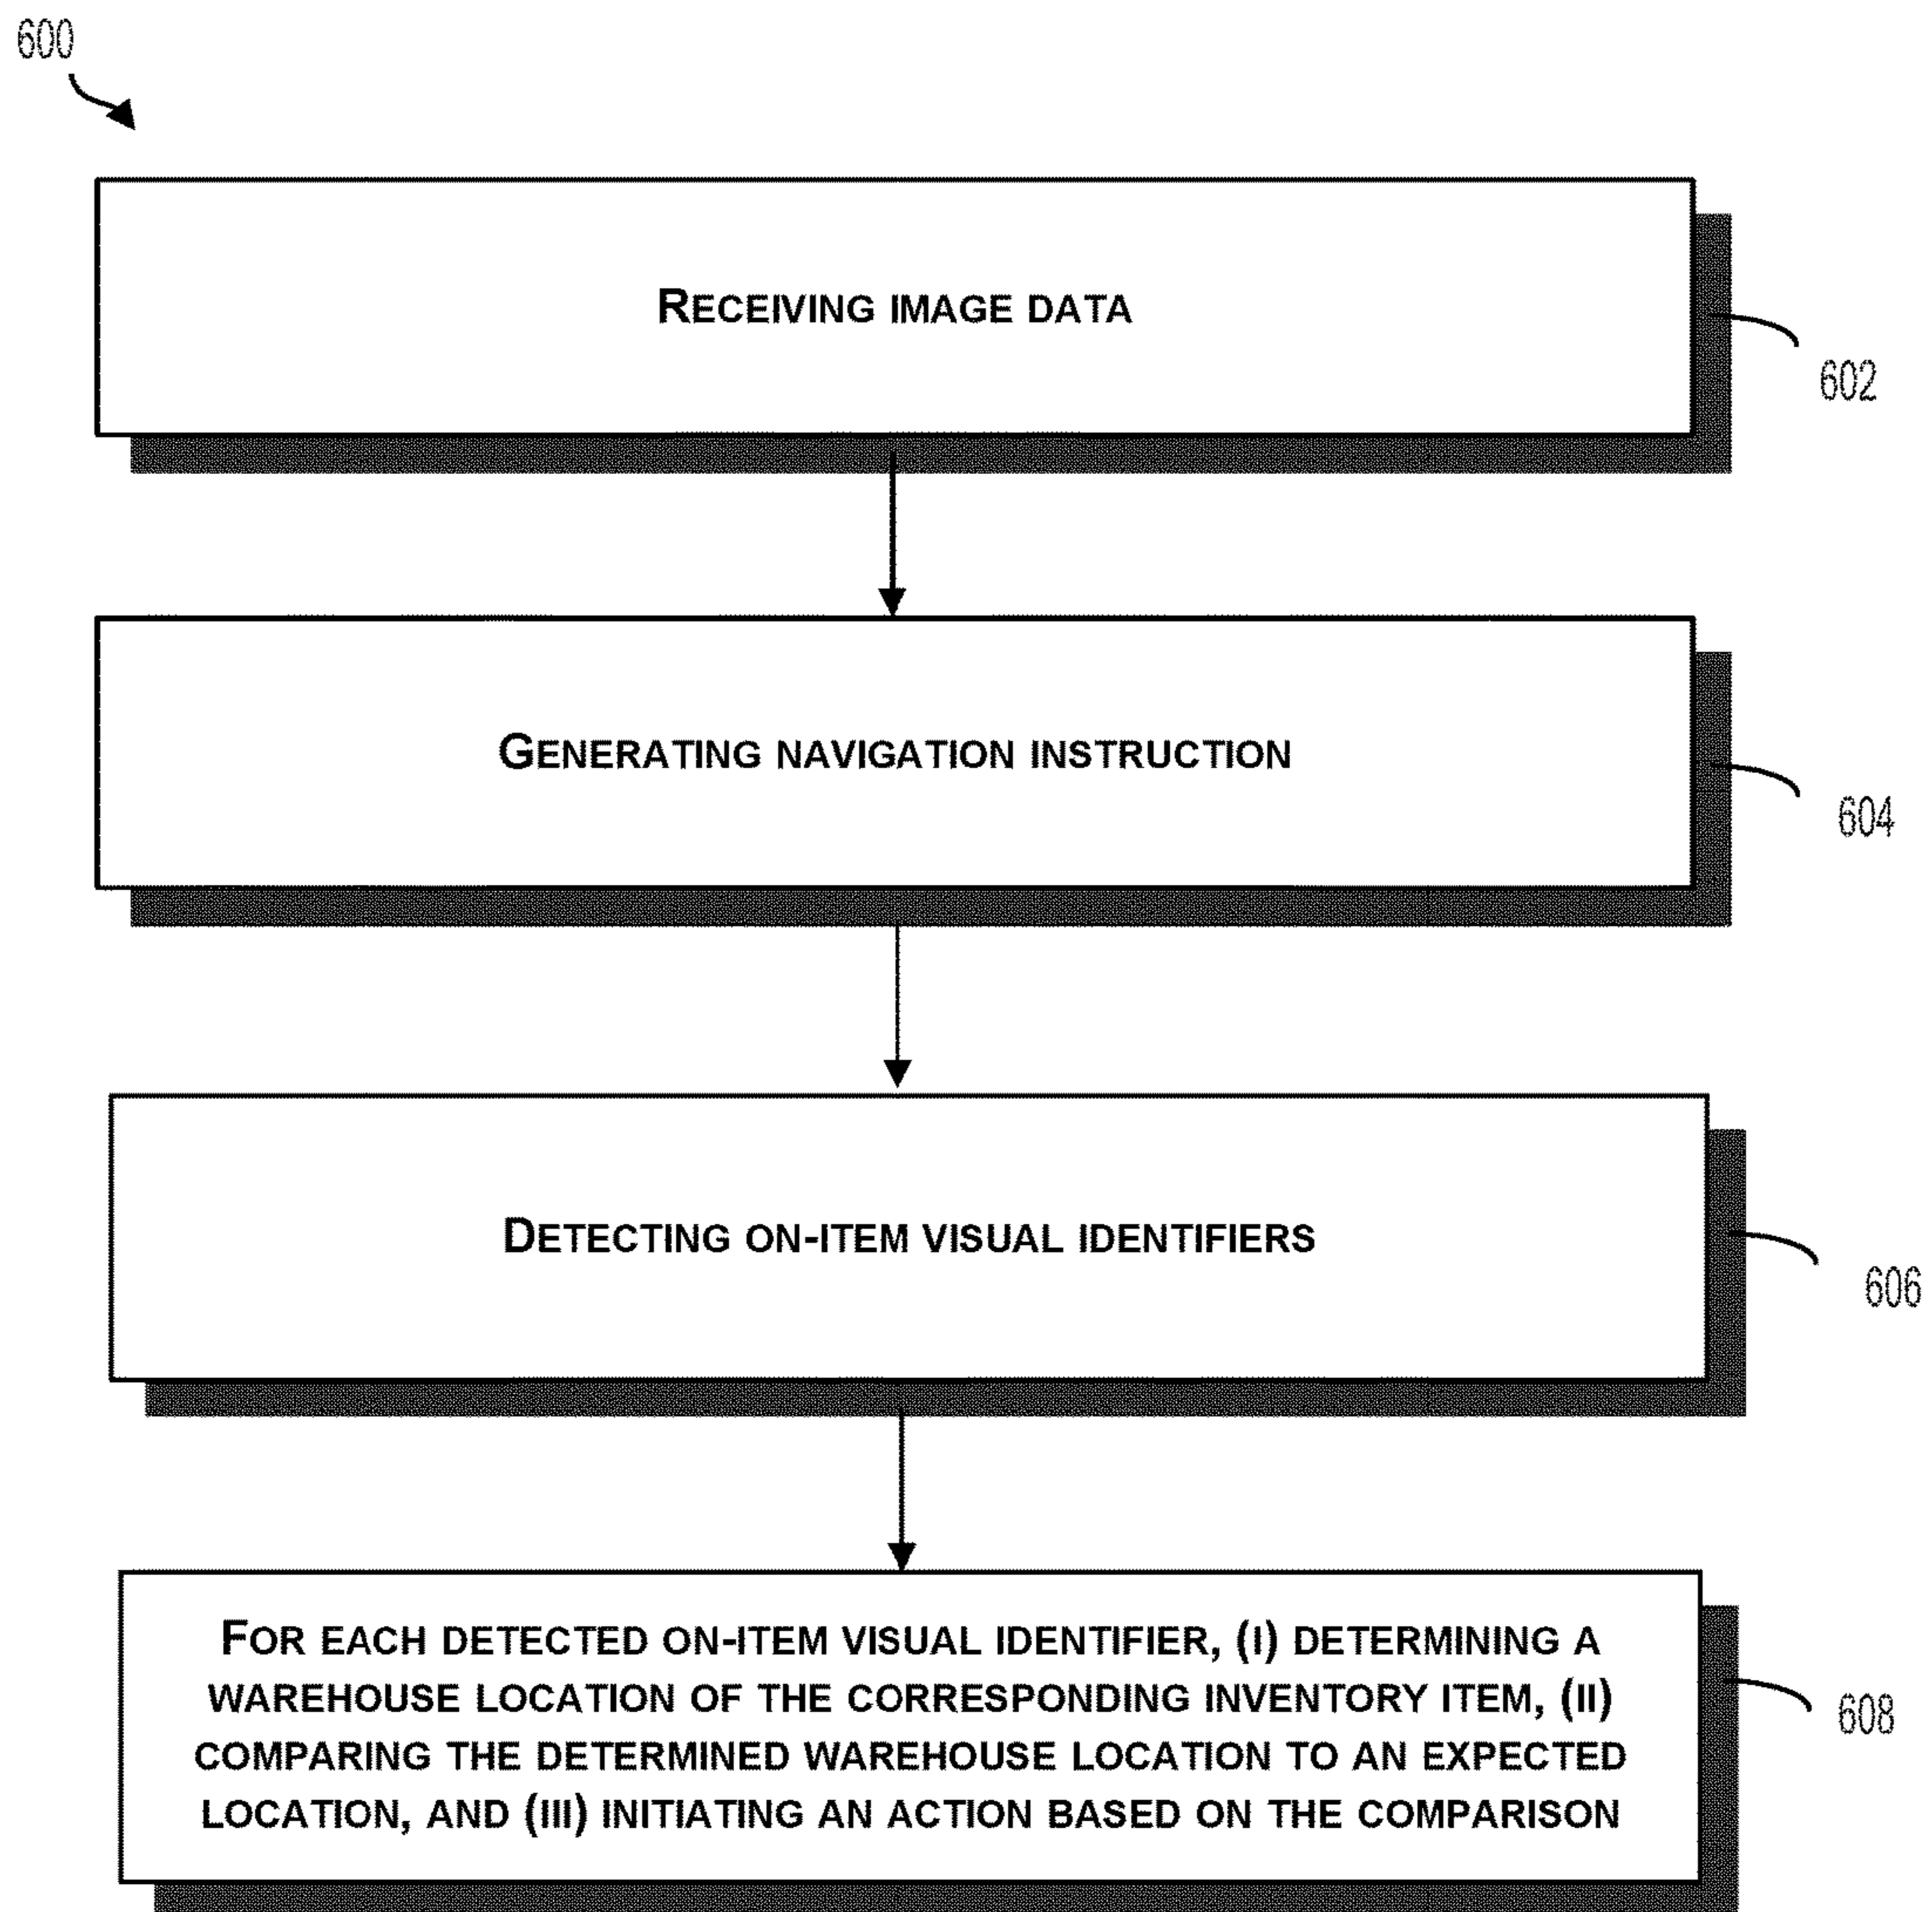 600
RECEIVING IMAGE DATA
602
GENERATING NAVIGATION INSTRUCTION
604
DETECTING ON-ITEM VISUAL IDENTIFIERS
606
FOR EACH DETECTED ON-ITEM VISUAL IDENTIFIER, (I) DETERMINING A
WAREHOUSE LOCATION OF THE CORRESPONDING INVENTORY ITEM, (II)
COMPARING THE DETERMINED WAREHOUSE LOCATION TO AN EXPECTED
LOCATION, AND (III) INITIATING AN ACTION BASED ON THE COMPARISON
608